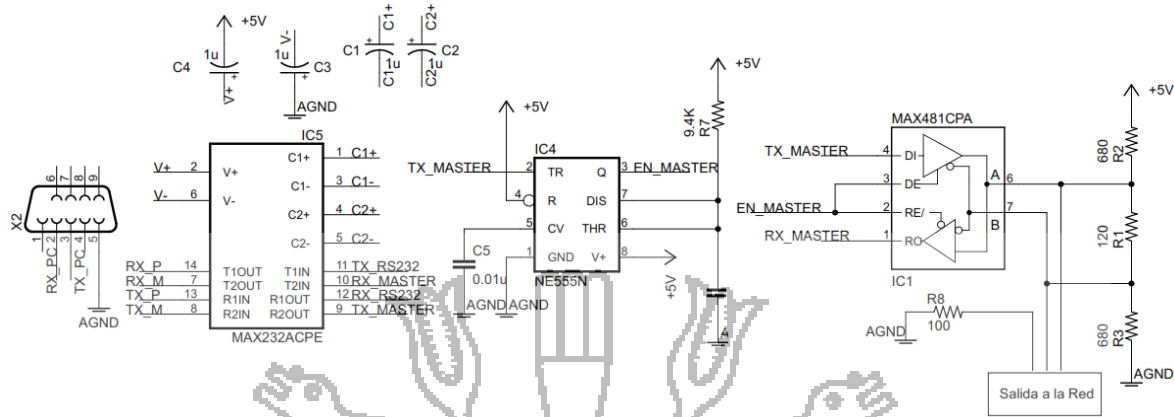 +5V
1u
C4
V+
+
V-
1u
C3
+
AGND
C1+
C1
+
1u
C1-
C2+
+
C2
1u
C2-
X2
6
7
8
9
1
2
3
4
5
RX_PC
TX_PC
AGND
IC5
V+ 2 V+
V- 6 V-
C1+ 1 C1+
C1- 3 C1-
C2+ 4 C2+
C2- 5 C2-
RX_P 14 T1OUT T1IN 11 TX_RS232
RX_M 7 T2OUT T2IN 10 RX_MASTER
TX_P 13 R1IN R1OUT 12 RX_RS232
TX_M 8 R2IN R2OUT 9 TX_MASTER
MAX232ACPE
+5V
IC4
TX_MASTER 2 TR Q 3 EN_MASTER
4 R DIS 7
5 CV THR 6
1 GND V+ 8
NE555N
C5
0.01u
AGND
AGND
+5V
+5V
9.4K
R7
A
MAX481CPA
TX_MASTER 4 DI
3 DE
EN_MASTER 2 RE/
RX_MASTER 1 RO
A 6
B 7
IC1
+5V
680
R2
120
R1
680
R3
AGND
R8
100
AGND
Salida a la Red